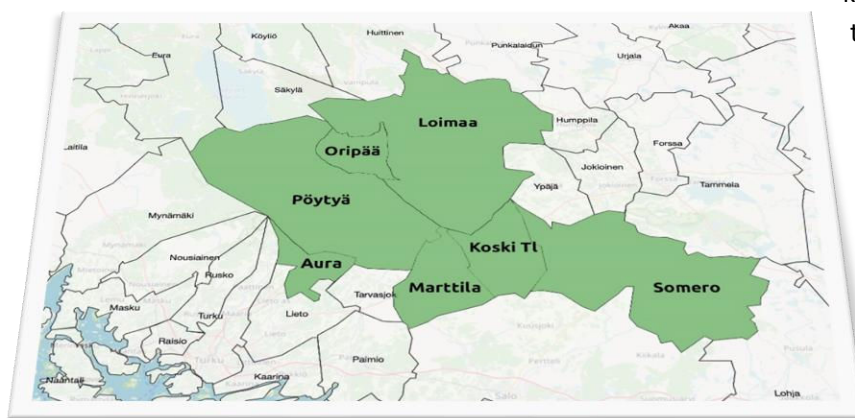 t
Eura
Köyliö
Huittinen
Punkalaidun
Akaa
Urjala
Säkylä
Loimaa
Humppila
Forssa
Laitila
Oripää
Jokioinen
Ypäjä
Tammela
Mynämäki
Pöytyä
Koski Tl
Nousiainen
Rusko
Aura
Marttila
Somero
Masku
Turku
Lieto
Tarvasjok
Raisio
Paimio
Naantali
Kaarina
Salo
Lohja